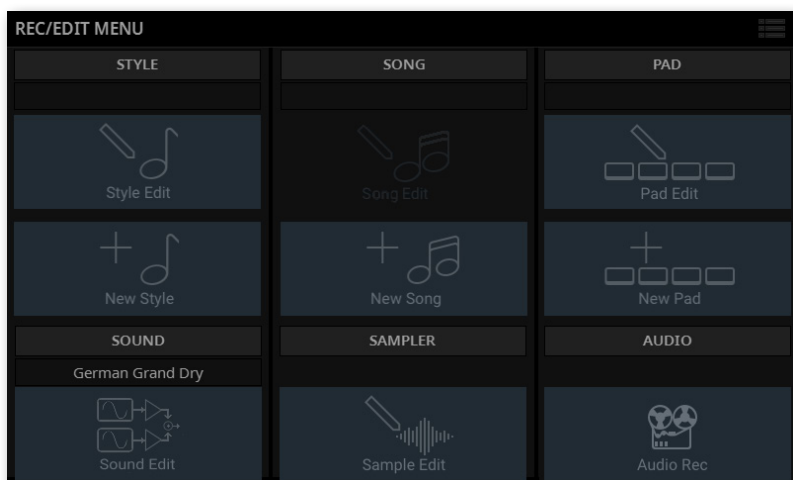 REC/EDIT MENU
STYLE
SONG
PAD
Style Edit
Song Edit
Pad Edit
New Style
New Song
New Pad
SOUND
SAMPLER
AUDIO
German Grand Dry
Sound Edit
Sample Edit
Audio Rec